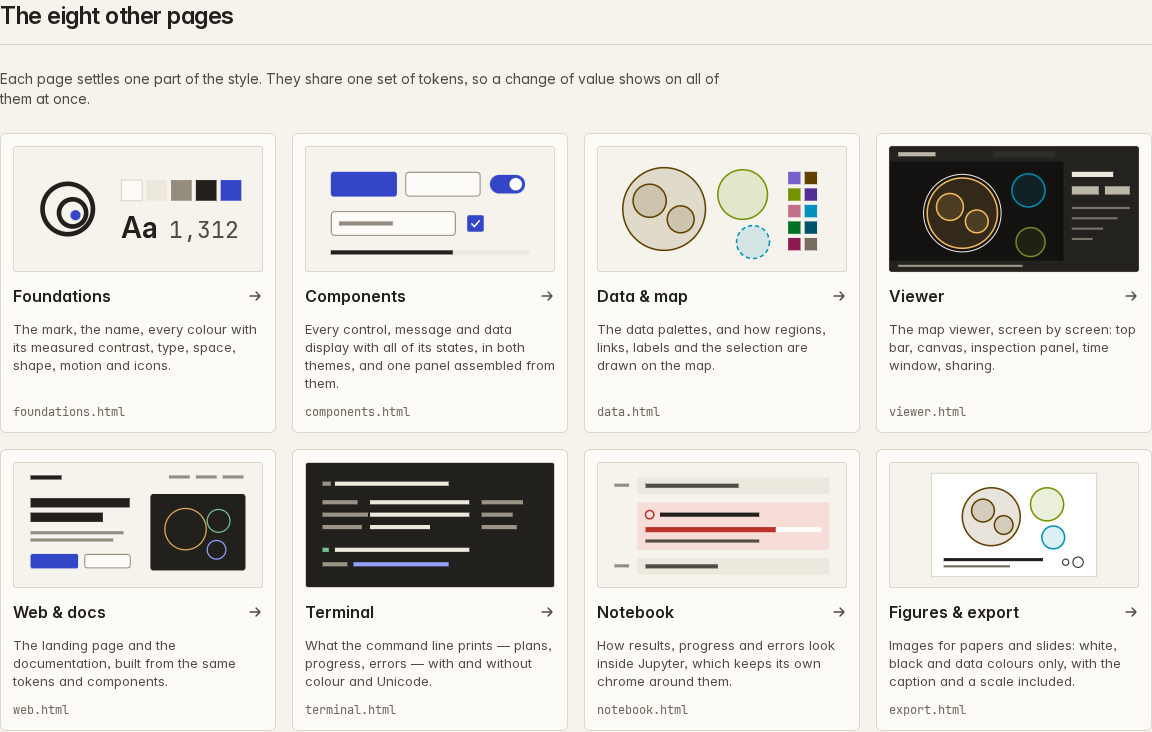 The eight other pages
Each page settles one part of the style. They share one set of tokens, so a change of value shows on all of
them at once.
Aa 1,312
Foundations →
The mark, the name, every colour with
its measured contrast, type, space,
shape, motion and icons.
foundations.html
Components →
Every control, message and data
display with all of its states, in both
themes, and one panel assembled from
them.
components.html
Data & map →
The data palettes, and how regions,
links, labels and the selection are
drawn on the map.
data.html
Viewer →
The map viewer, screen by screen: top
bar, canvas, inspection panel, time
window, sharing.
viewer.html
Web & docs →
The landing page and the
documentation, built from the same
tokens and components.
web.html
Terminal →
What the command line prints — plans,
progress, errors — with and without
colour and Unicode.
terminal.html
Notebook →
How results, progress and errors look
inside Jupyter, which keeps its own
chrome around them.
notebook.html
Figures & export →
Images for papers and slides: white,
black and data colours only, with the
caption and a scale included.
export.html